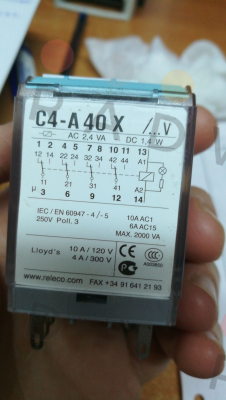 C4-A 40 X
/...V
AC 2,4 VA DC 1,4 W
1 2 4 5 7 8 10 11 13
12 14 22 24 32 34 42 44 A1
11 21 31 41 A2
µ 3 6 9 12 14
IEC / EN 60947 - 4 / - 5
250V Poll. 3
10A AC1
6A AC15
MAX. 2000 VA
Lloyd's
10 A / 120 V
4 A / 300 V
CE
www.releco.com FAX +34 91 641 21 93